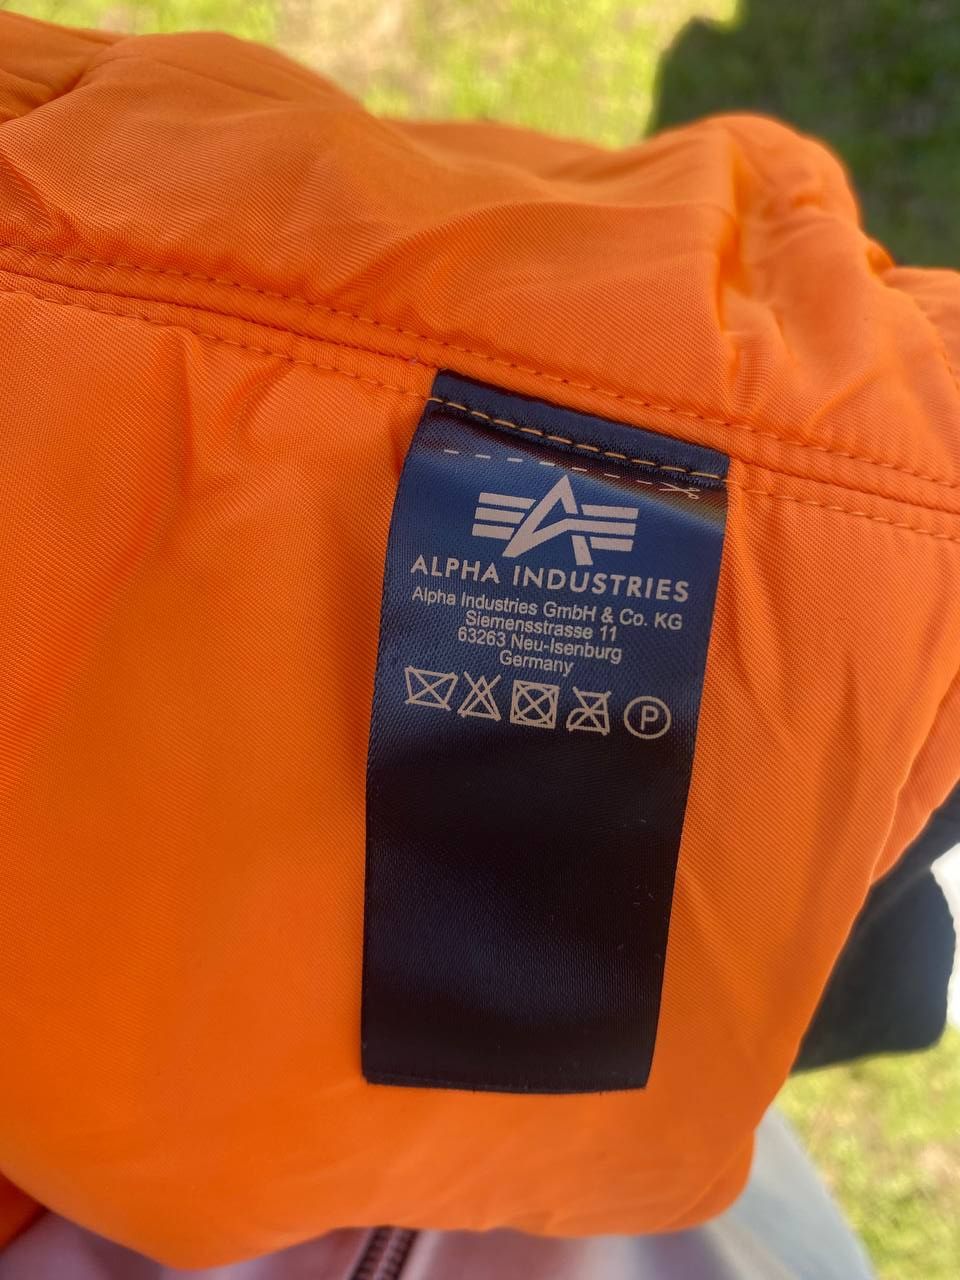 ALPHA INDUSTRIES
Alpha Industries GmbH & Co. KG
Siemensstrasse 11
63263 Neu-Isenburg
Germany
P